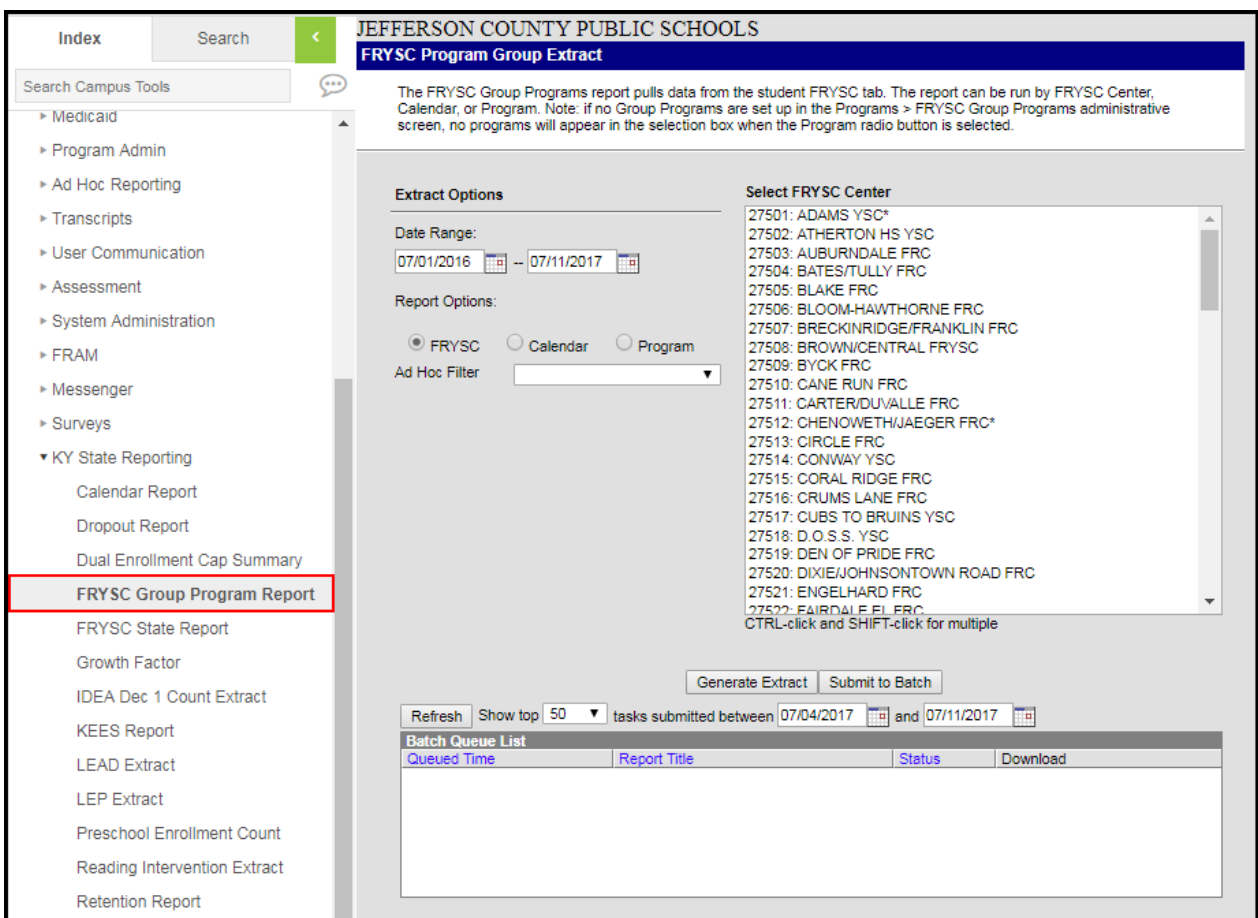 Index
Search
Search Campus Tools
Medicaid
Program Admin
Ad Hoc Reporting
Transcripts
User Communication
Assessment
System Administration
FRAM
Messenger
Surveys
KY State Reporting
Calendar Report
Dropout Report
Dual Enrollment Cap Summary
FRYSC Group Program Report
FRYSC State Report
Growth Factor
IDEA Dec 1 Count Extract
KEES Report
LEAD Extract
LEP Extract
Preschool Enrollment Count
Reading Intervention Extract
Retention Report
JEFFERSON COUNTY PUBLIC SCHOOLS
FRYSC Program Group Extract
The FRYSC Group Programs report pulls data from the student FRYSC tab. The report can be run by FRYSC Center,
Calendar, or Program. Note: if no Group Programs are set up in the Programs > FRYSC Group Programs administrative
screen, no programs will appear in the selection box when the Program radio button is selected.
Extract Options
Date Range:
07/01/2016 -- 07/11/2017
Report Options:
FRYSC Calendar Program
Ad Hoc Filter
Select FRYSC Center
27501: ADAMS YSC*
27502: ATHERTON HS YSC
27503: AUBURNDALE FRC
27504: BATES/TULLY FRC
27505: BLAKE FRC
27506: BLOOM-HAWTHORNE FRC
27507: BRECKINRIDGE/FRANKLIN FRC
27508: BROWN/CENTRAL FRYSC
27509: BYCK FRC
27510: CANE RUN FRC
27511: CARTER/DUVALLE FRC
27512: CHENOWETH/JAEGER FRC*
27513: CIRCLE FRC
27514: CONWAY YSC
27515: CORAL RIDGE FRC
27516: CRUMS LANE FRC
27517: CUBS TO BRUINS YSC
27518: D.O.S.S. YSC
27519: DEN OF PRIDE FRC
27520: DIXIE/JOHNSONTOWN ROAD FRC
27521: ENGELHARD FRC
27522: FAIRDALE EL FRC
CTRL-click and SHIFT-click for multiple
Generate Extract Submit to Batch
Refresh Show top 50 tasks submitted between 07/04/2017 and 07/11/2017
Batch Queue List
Queued Time Report Title Status Download